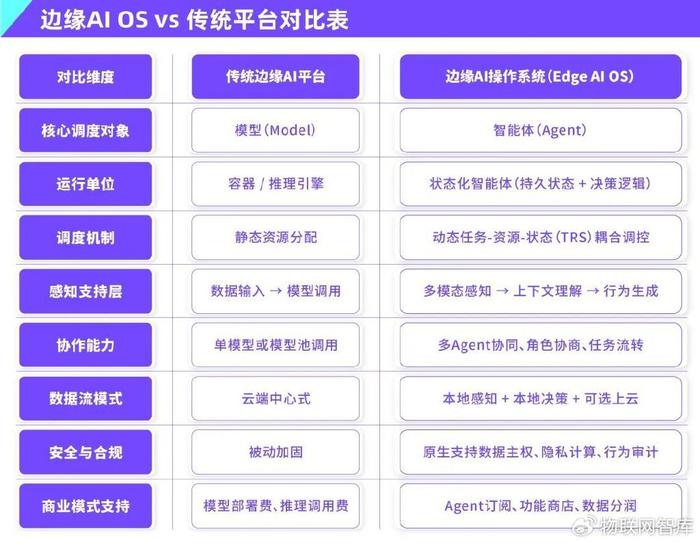 边缘AI OS vs 传统平台对比表
对比维度 传统边缘AI平台 边缘AI操作系统(Edge AI OS)
核心调度对象 模型(Model) 智能体(Agent)
运行单位 容器 / 推理引擎 状态化智能体(持久状态 + 决策逻辑)
调度机制 静态资源分配 动态任务-资源-状态(TRS)耦合调控
感知支持层 数据输入 → 模型调用 多模态感知 → 上下文理解 → 行为生成
协作能力 单模型或模型池调用 多Agent协同、角色协商、任务流转
数据流模式 云端中心式 本地感知 + 本地决策 + 可选上云
安全与合规 被动加固 原生支持数据主权、隐私计算、行为审计
商业模式支持 模型部署费、推理调用费 Agent订阅、功能商店、数据分润
@物联网智库